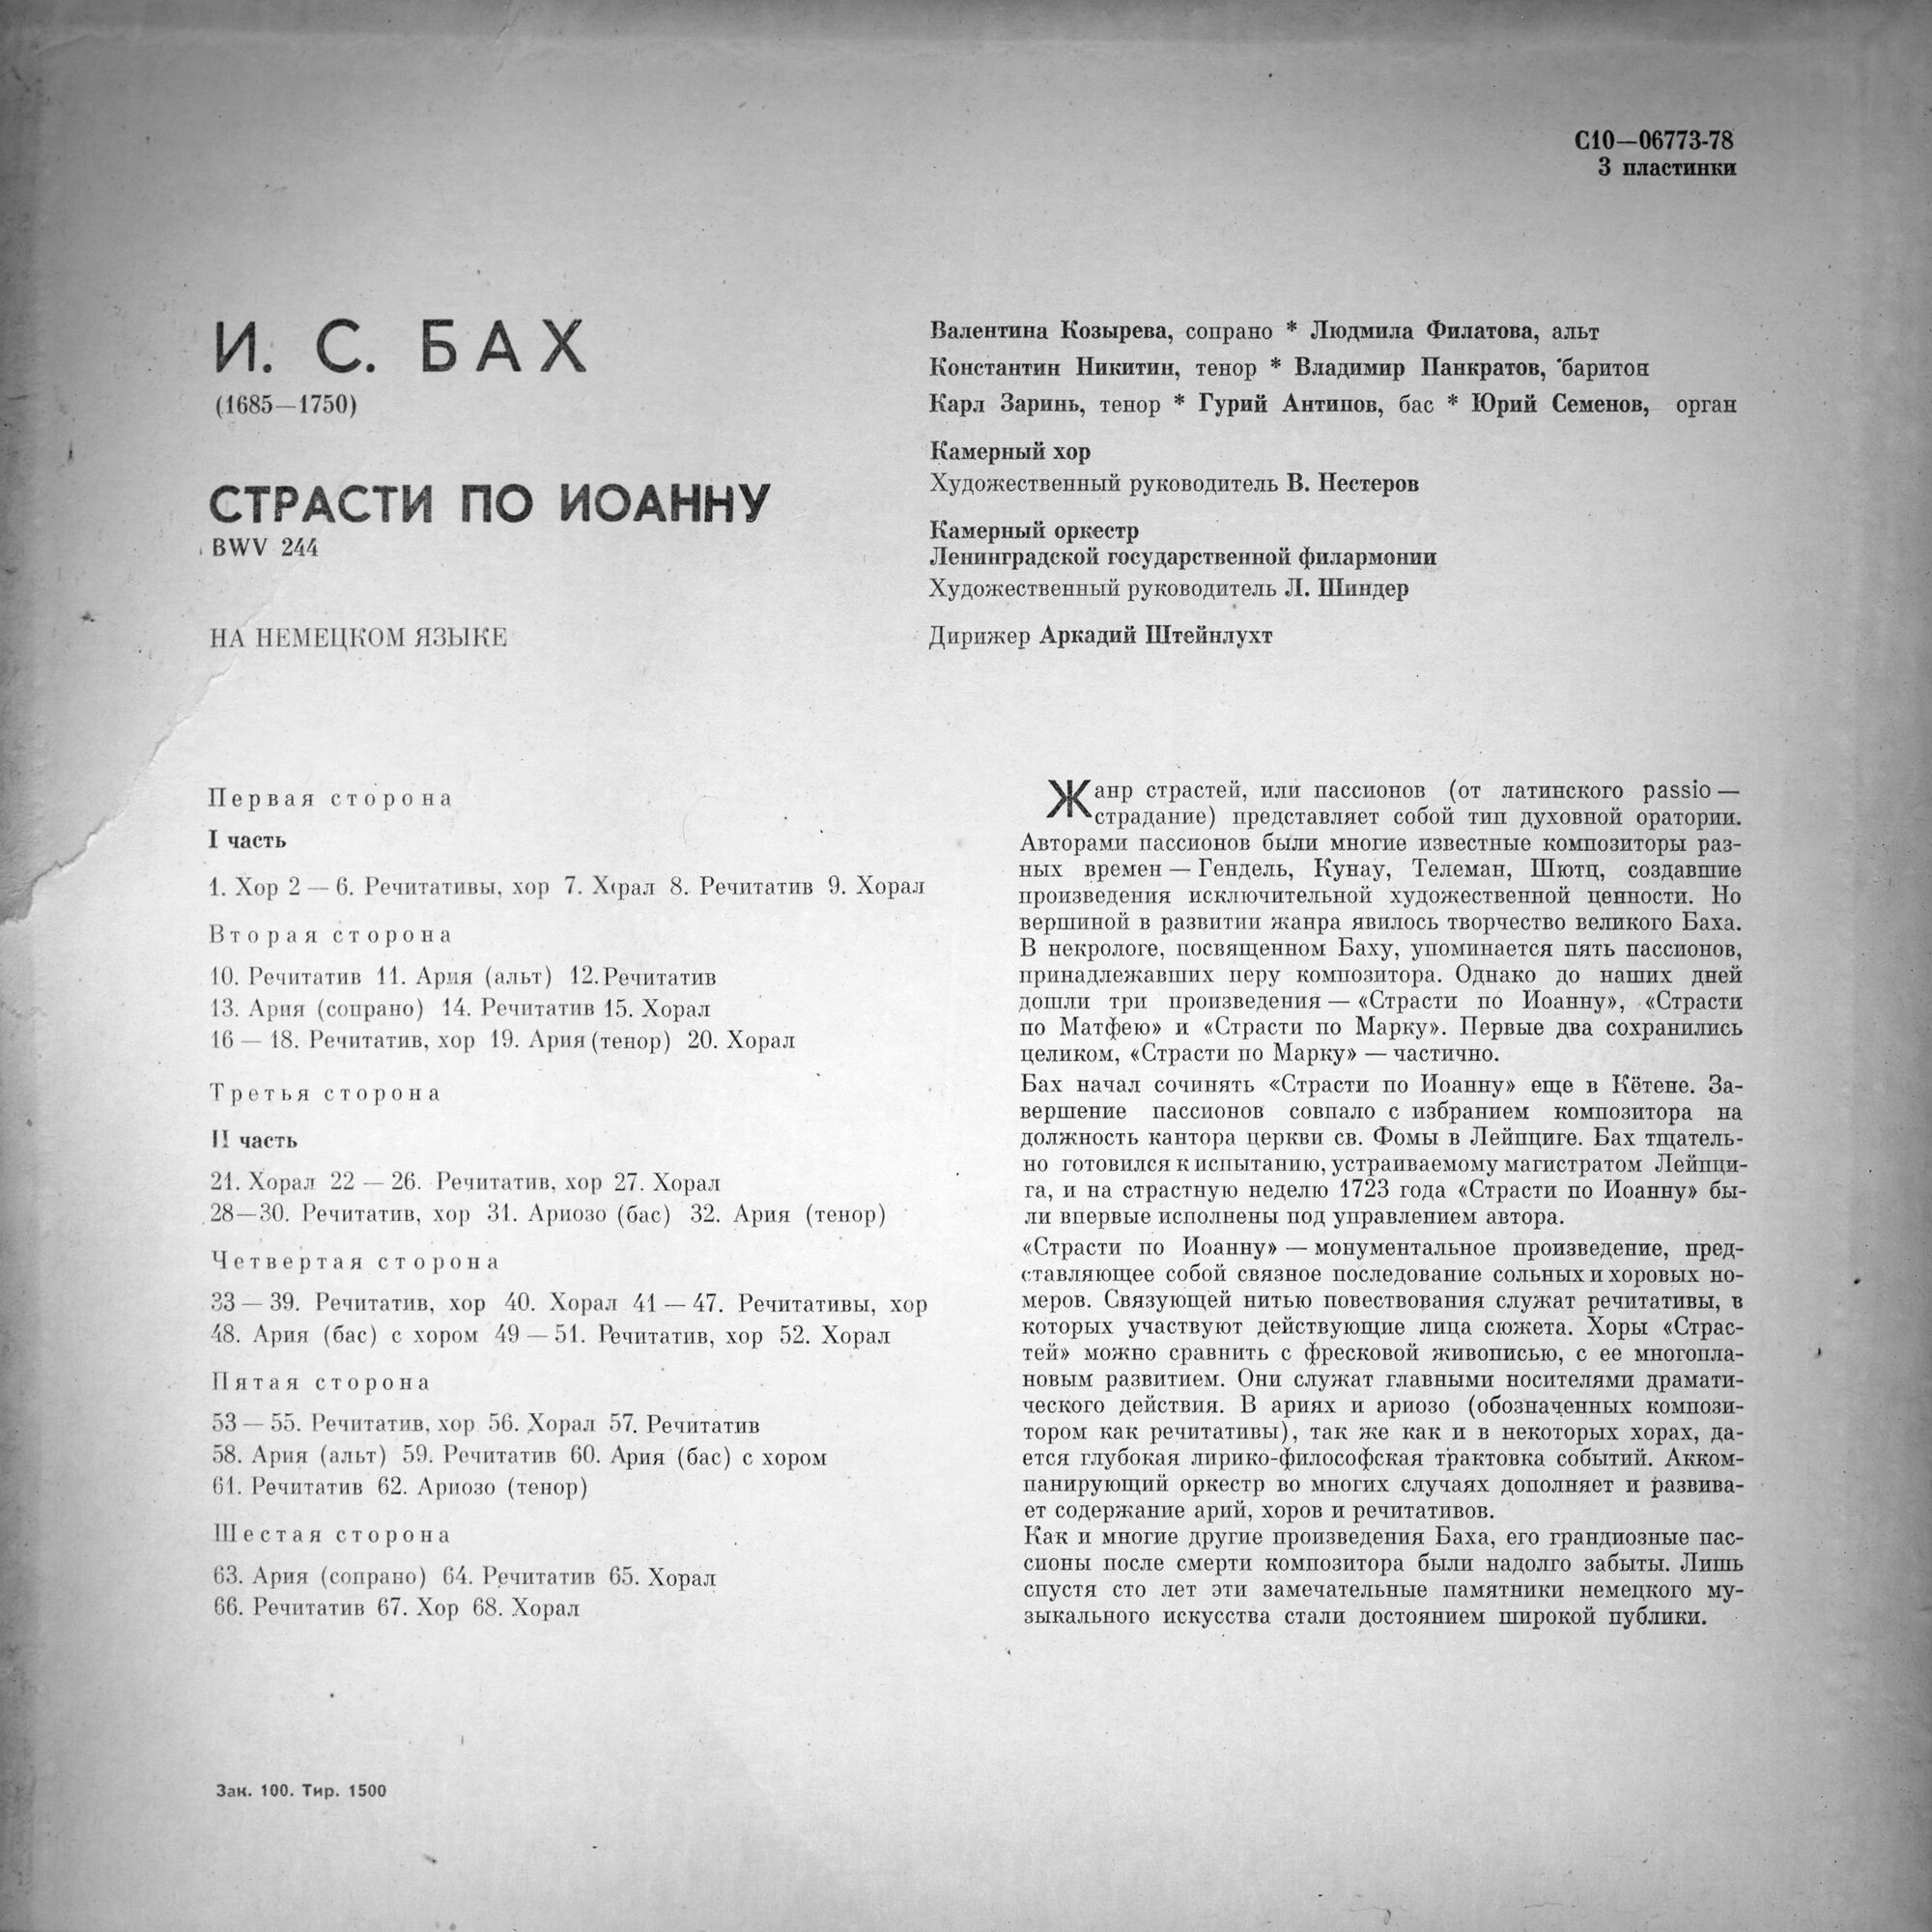 С10—06773-78
3 пластинки
И. С. БАХ
(1685—1750)
СТРАСТИ ПО ИОАННУ
BWV 244
НА НЕМЕЦКОМ ЯЗЫКЕ
Валентина Козырева, сопрано * Людмила Филатова, альт
Константин Никитин, тенор * Владимир Панкратов, баритон
Карл Заринь, тенор * Гурий Антипов, бас * Юрий Семенов, орган
Камерный хор
Художественный руководитель В. Нестеров
Камерный оркестр
Ленинградской государственной филармонии
Художественный руководитель Л. Шиндер
Дирижер Аркадий Штейнлухт
Первая сторона
I часть
1. Хор 2 — 6. Речитативы, хор 7. Хорал 8. Речитатив 9. Хорал
Вторая сторона
10. Речитатив 11. Ария (альт) 12. Речитатив
13. Ария (сопрано) 14. Речитатив 15. Хорал
16 — 18. Речитатив, хор 19. Ария (тенор) 20. Хорал
Третья сторона
II часть
21. Хорал 22 — 26. Речитатив, хор 27. Хорал
28—30. Речитатив, хор 31. Ариозо (бас) 32. Ария (тенор)
Четвертая сторона
33 — 39. Речитатив, хор 40. Хорал 41 — 47. Речитативы, хор
48. Ария (бас) с хором 49 — 51. Речитатив, хор 52. Хорал
Пятая сторона
53 — 55. Речитатив, хор 56. Хорал 57. Речитатив
58. Ария (альт) 59. Речитатив 60. Ария (бас) с хором
61. Речитатив 62. Ариозо (тенор)
Шестая сторона
63. Ария (сопрано) 64. Речитатив 65. Хорал
66. Речитатив 67. Хор 68. Хорал
Жанр страстей, или пассионов (от латинского passio —
страдание) представляет собой тип духовной оратории.
Авторами пассионов были многие известные композиторы раз-
ных времен — Гендель, Кунау, Телеман, Шютц, создавшие
произведения исключительной художественной ценности. Но
вершиной в развитии жанра явилось творчество великого Баха.
В некрологе, посвященном Баху, упоминается пять пассионов,
принадлежавших перу композитора. Однако до наших дней
дошли три произведения — «Страсти по Иоанну», «Страсти
по Матфею» и «Страсти по Марку». Первые два сохранились
целиком, «Страсти по Марку» — частично.
Бах начал сочинять «Страсти по Иоанну» еще в Кётене. За-
вершение пассионов совпало с избранием композитора на
должность кантора церкви св. Фомы в Лейпциге. Бах тщатель-
но готовился к испытанию, устраиваемому магистратом Лейпци-
га, и на страстную неделю 1723 года «Страсти по Иоанну» бы-
ли впервые исполнены под управлением автора.
«Страсти по Иоанну» — монументальное произведение, пред-
ставляющее собой связное последование сольных и хоровых но-
меров. Связующей нитью повествования служат речитативы, в
которых участвуют действующие лица сюжета. Хоры «Страс-
тей» можно сравнить с фресковой живописью, с ее многопла-
новым развитием. Они служат главными носителями драмати-
ческого действия. В ариях и ариозо (обозначенных компози-
тором как речитативы), так же как и в некоторых хорах, да-
ется глубокая лирико-философская трактовка событий. Акком-
панирующий оркестр во многих случаях дополняет и развива-
ет содержание арий, хоров и речитативов.
Как и многие другие произведения Баха, его грандиозные пас-
сионы после смерти композитора были надолго забыты. Лишь
спустя сто лет эти замечательные памятники немецкого му-
зыкального искусства стали достоянием широкой публики.
Зак. 100. Тир. 1500